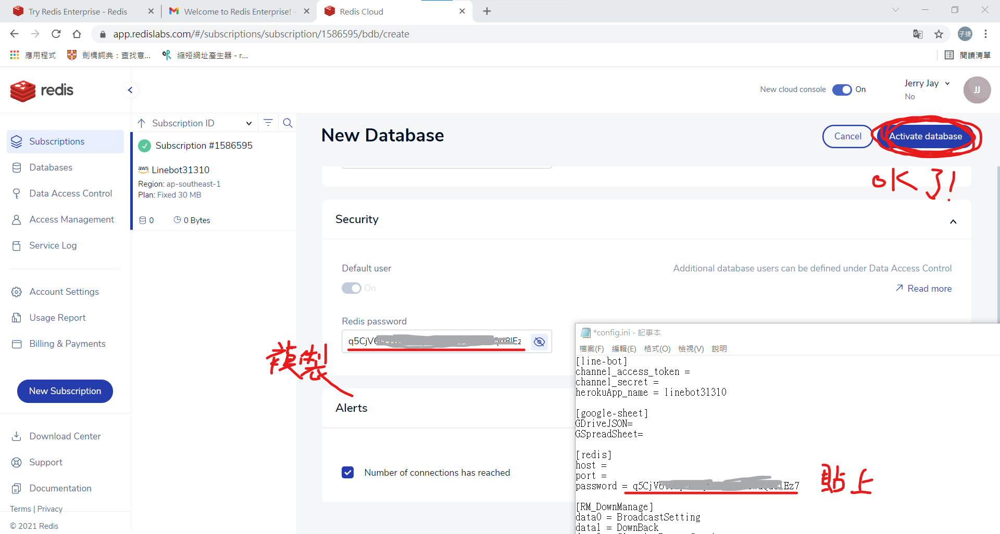 Try Redis Enterprise - Redis
Welcome to Redis Enterprise! -
Redis Cloud
app.redislabs.com/#/subscriptions/subscription/1586595/bdb/create
子捷
應用程式
劍橋詞典：查找意...
縮短網址產生器 - r...
閱讀清單
redis
New cloud console
On
Jerry Jay
No
JJ
Subscriptions
Databases
Data Access Control
Access Management
Service Log
Account Settings
Usage Report
Billing & Payments
New Subscription
Download Center
Support
Documentation
Terms | Privacy
© 2021 Redis
Subscription ID
Subscription #1586595
aws Linebot31310
Region: ap-southeast-1
Plan: Fixed 30 MB
0
0 Bytes
New Database
Cancel
Activate database
OK了!
Security
Default user
Additional database users can be defined under Data Access Control
On
Read more
Redis password
q5CjV6
複製
Alerts
Number of connections has reached
*config.ini - 記事本
檔案(F) 編輯(E) 格式(O) 檢視(V) 說明
[line-bot]
channel_access_token =
channel_secret =
herokuApp_name = linebot31310
[google-sheet]
GDriveJSON=
GSpreadSheet=
[redis]
host =
port =
password = q5CjV6
貼上
[RM_DownManage]
data0 = BroadcastSetting
data1 = DownBack